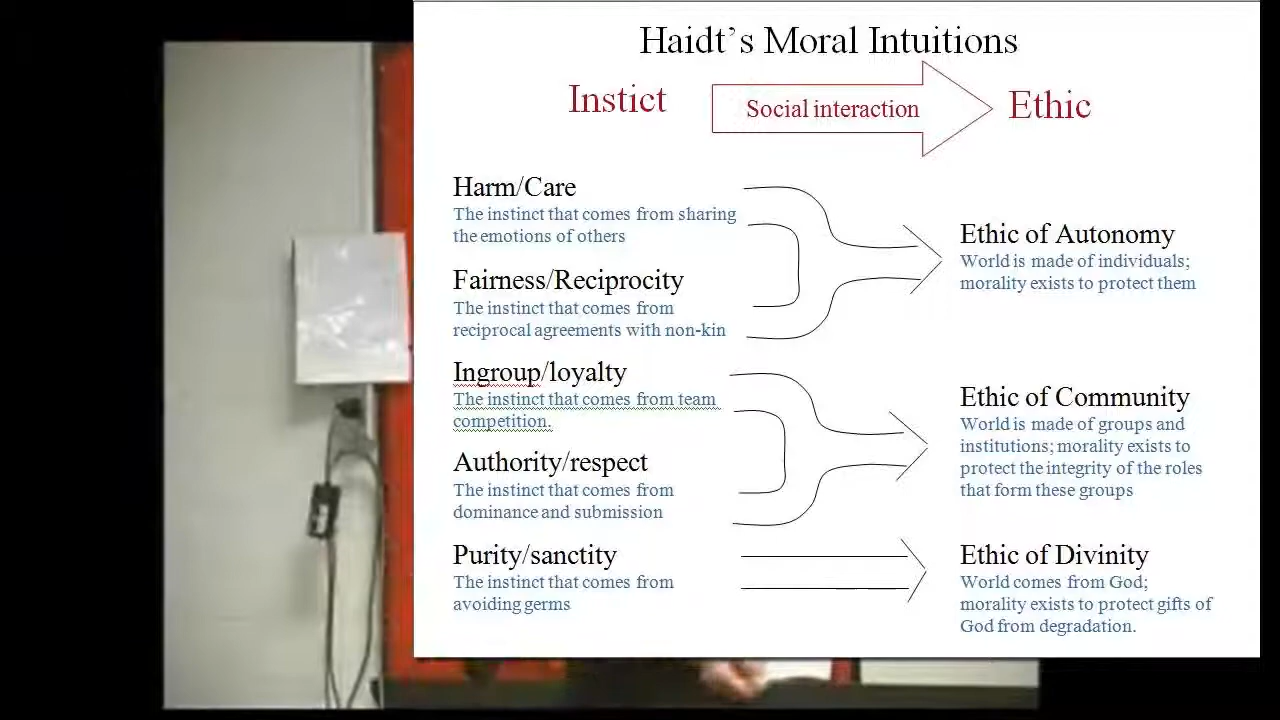 Haidt’s Moral Intuitions
Instict
Social interaction
Ethic
Harm/Care
The instinct that comes from sharing
the emotions of others
Fairness/Reciprocity
The instinct that comes from
reciprocal agreements with non-kin
Ingroup/loyalty
The instinct that comes from team
competition.
Authority/respect
The instinct that comes from
dominance and submission
Purity/sanctity
The instinct that comes from
avoiding germs
Ethic of Autonomy
World is made of individuals;
morality exists to protect them
Ethic of Community
World is made of groups and
institutions; morality exists to
protect the integrity of the roles
that form these groups
Ethic of Divinity
World comes from God;
morality exists to protect gifts of
God from degradation.